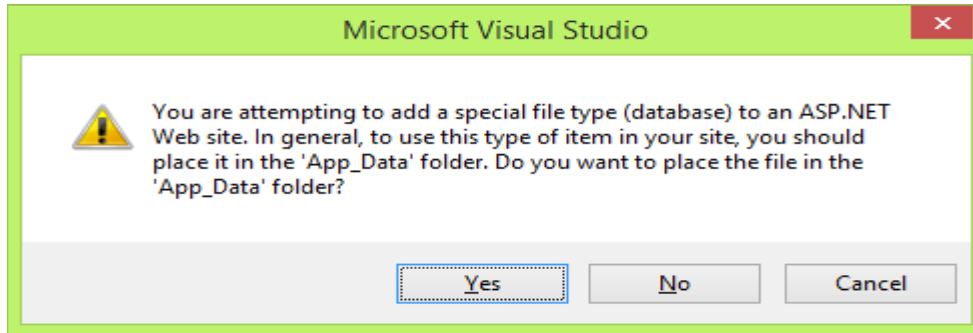 Microsoft Visual Studio
You are attempting to add a special file type (database) to an ASP.NET
Web site. In general, to use this type of item in your site, you should
place it in the 'App_Data' folder. Do you want to place the file in the
'App_Data' folder?
Yes
No
Cancel